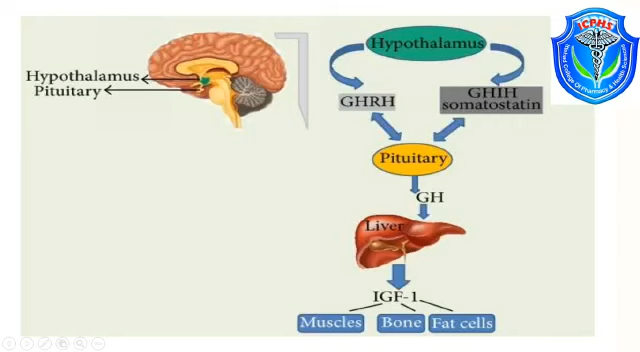 Hypothalamus
Pituitary
Hypothalamus
GHRH
GHIH
somatostatin
Pituitary
GH
Liver
IGF-1
Muscles
Bone
Fat cells
ICPHS